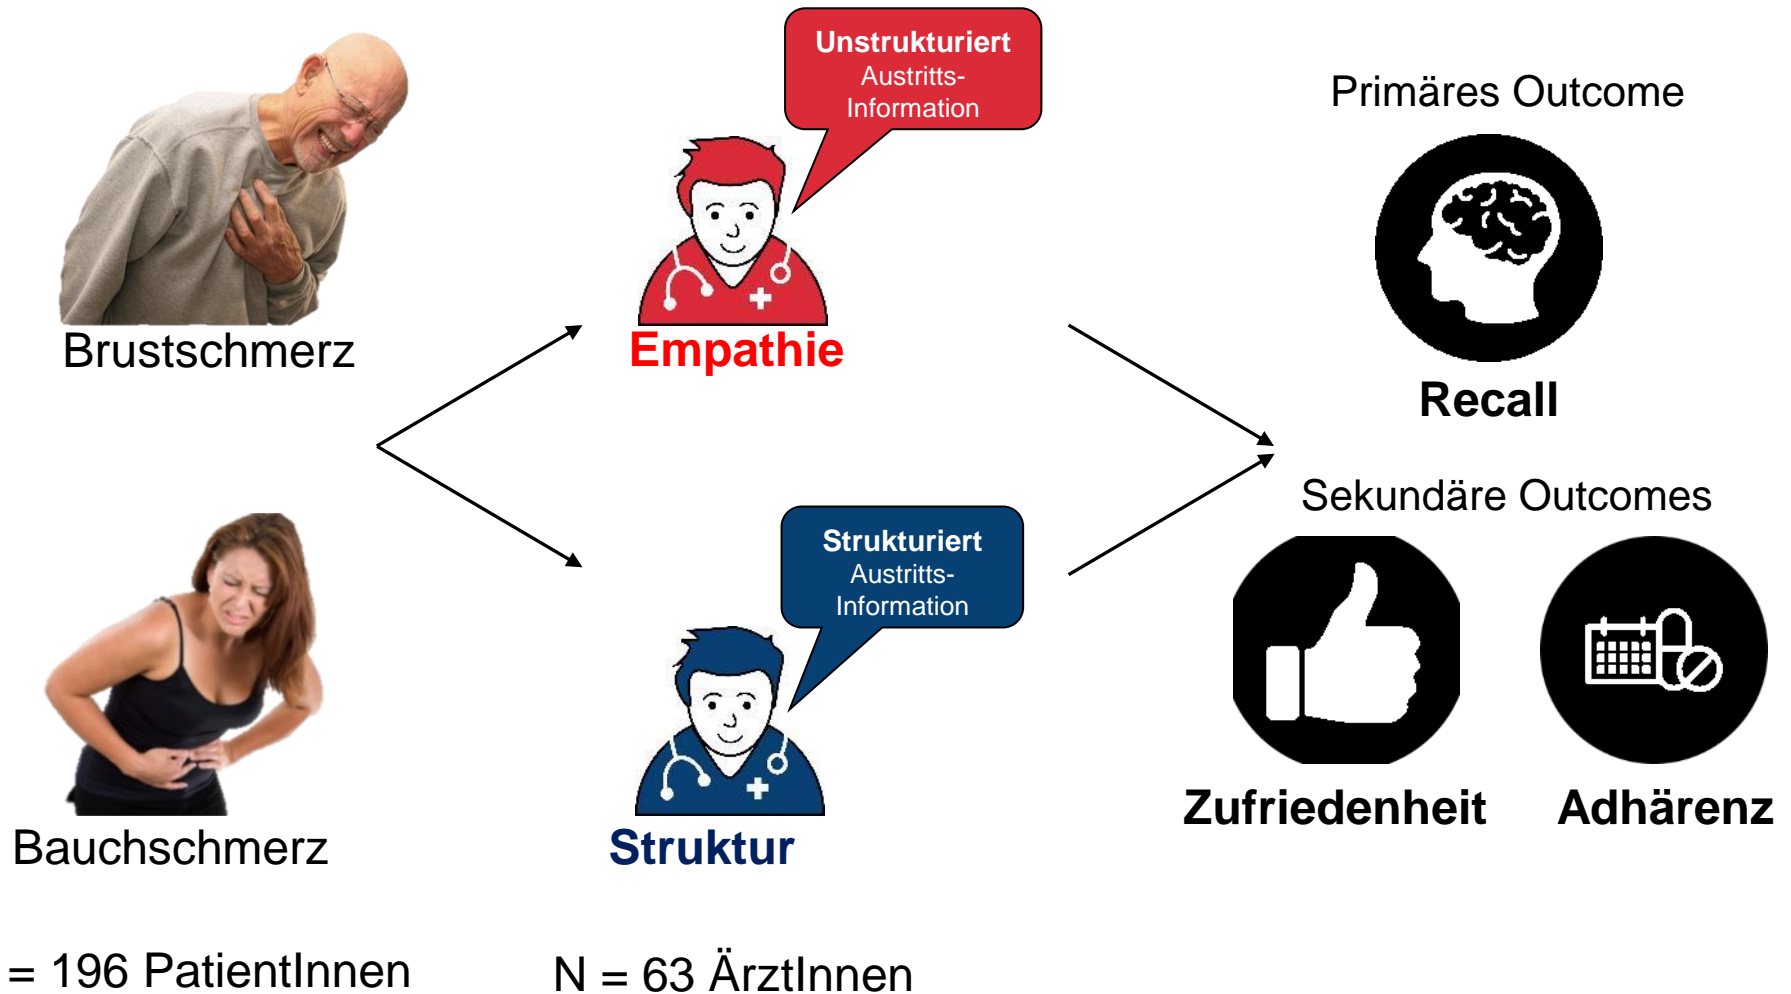 Unstrukturiert
Austritts-
Information
Primäres Outcome
Brustschmerz
Empathie
Recall
Sekundäre Outcomes
Strukturiert
Austritts-
Information
Zufriedenheit
Adhärenz
Bauchschmerz
Struktur
= 196 PatientInnen
N = 63 ÄrztInnen